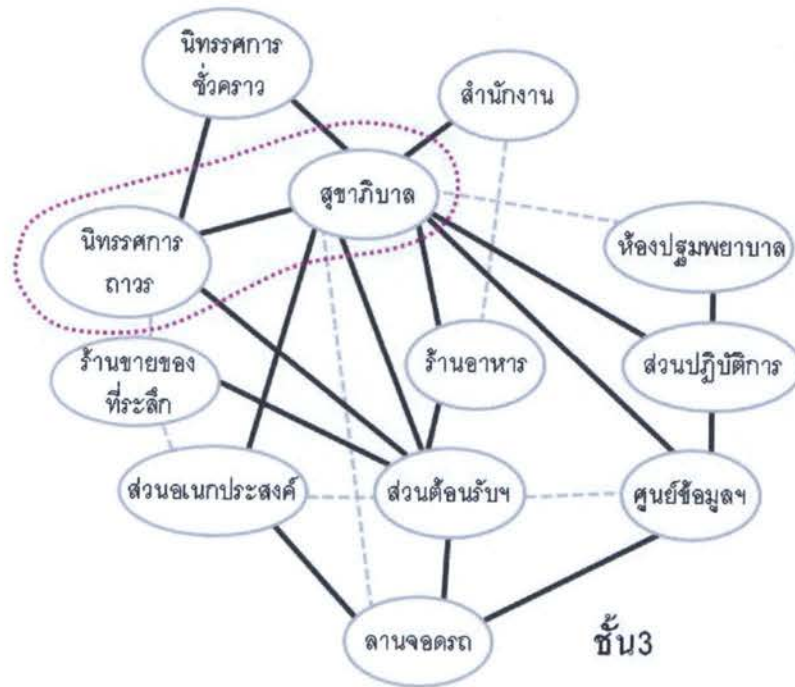 นิทรรศการ
ชั่วคราว
สำนักงาน
สุขาภิบาล
นิทรรศการ
ถาวร
ห้องปฐมพยาบาล
ร้านขายของ
ที่ระลึก
ร้านอาหาร
ส่วนปฏิบัติการ
ส่วนอเนกประสงค์
ส่วนต้อนรับฯ
ศูนย์ข้อมูลฯ
ลานจอดรถ
ชั้น3